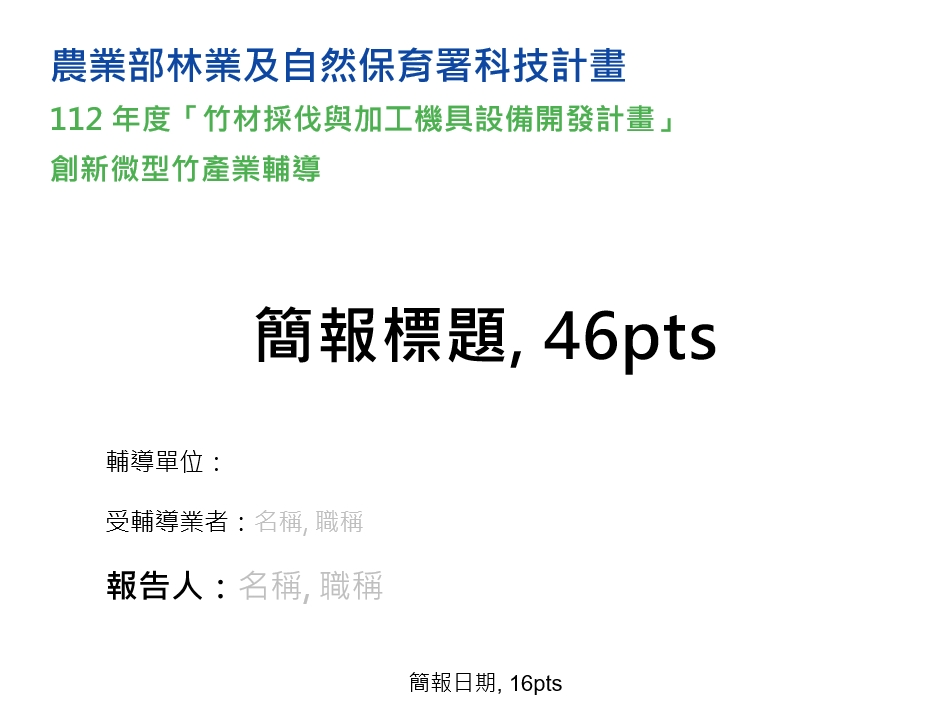 農業部林業及自然保育署科技計畫
112 年度「竹材採伐與加工機具設備開發計畫」
創新微型竹產業輔導
簡報標題, 46pts
輔導單位：
受輔導業者：名稱, 職稱
報告人：名稱, 職稱
簡報日期, 16pts